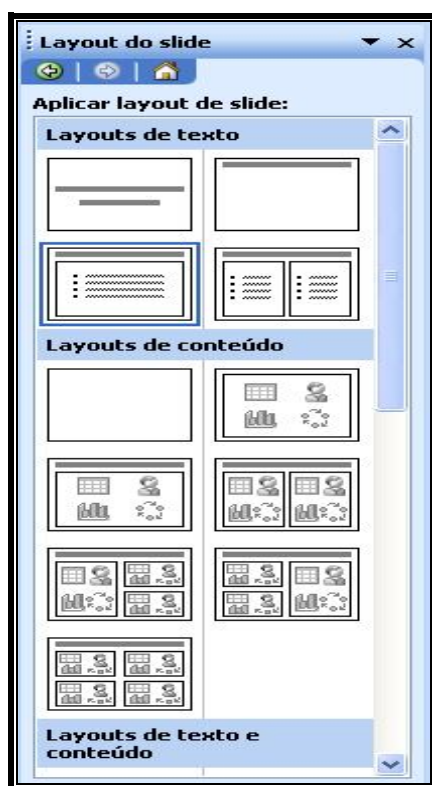 Layout do slide
Aplicar layout de slide:
Layouts de texto
Layouts de conteúdo
Layouts de texto e
conteúdo